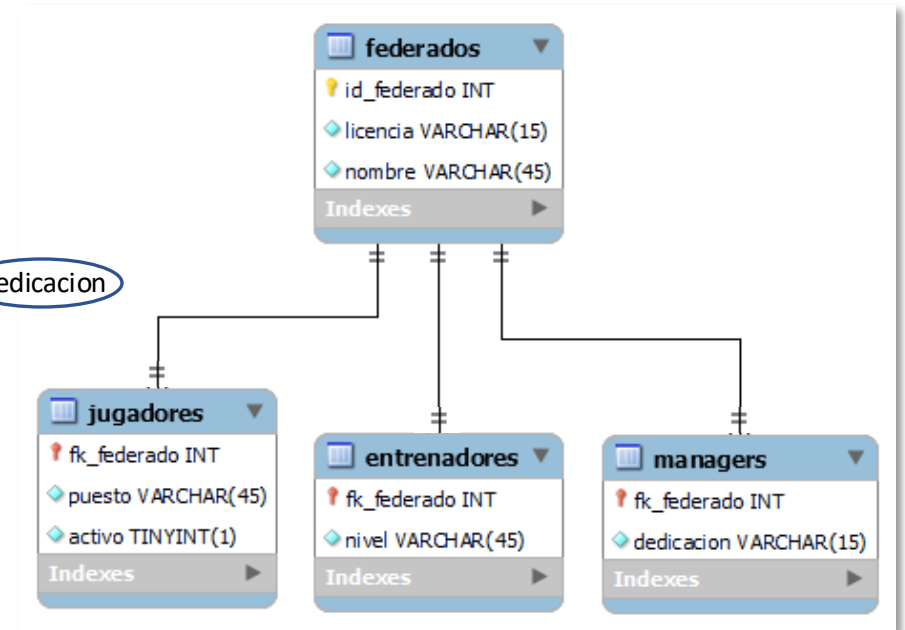 federados
id_federado INT
licencia VARCHAR(15)
nombre VARCHAR(45)
Indexes
edicacion
jugadores
fk_federado INT
puesto VARCHAR(45)
activo TINYINT(1)
Indexes
entrenadores
fk_federado INT
nivel VARCHAR(45)
Indexes
managers
fk_federado INT
dedicacion VARCHAR(15)
Indexes